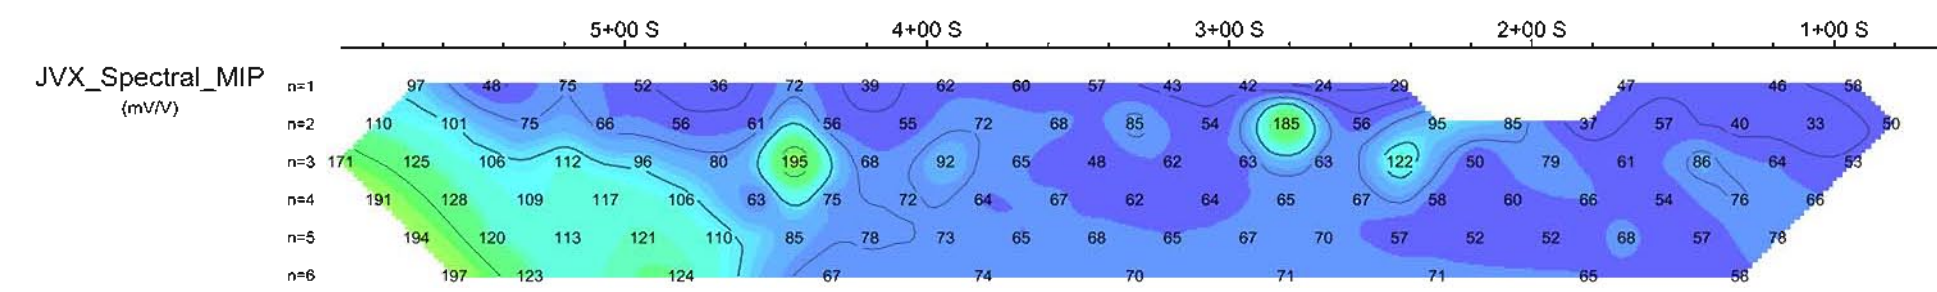 5+00 S 4+00 S 3+00 S 2+00 S 1+00 S
JVX_Spectral_MIP
(mV/V)
n=1 97 48 75 52 36 72 39 62 60 57 43 42 24 29 47 46 58
n=2 110 101 75 66 56 61 56 55 72 68 85 54 185 56 95 85 37 57 40 33 50
n=3 171 125 106 112 96 80 195 68 92 65 48 62 63 63 122 50 79 61 86 64 53
n=4 191 128 109 117 106 63 75 72 64 67 62 64 65 67 58 60 66 54 76 66
n=5 194 120 113 121 110 85 78 73 65 68 65 67 70 57 52 52 68 57 78
n=6 197 123 124 67 74 70 71 71 65 58